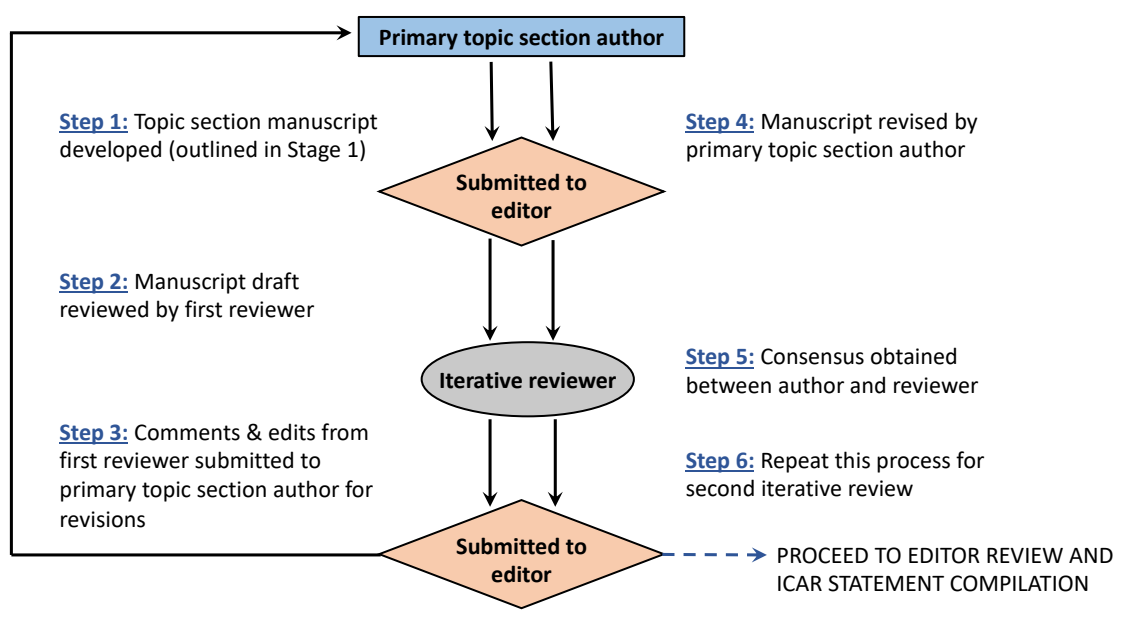 Primary topic section author
Step 1: Topic section manuscript
developed (outlined in Stage 1)
Step 4: Manuscript revised by
primary topic section author
Submitted to
editor
Step 2: Manuscript draft
reviewed by first reviewer
Iterative reviewer
Step 5: Consensus obtained
between author and reviewer
Step 3: Comments & edits from
first reviewer submitted to
primary topic section author for
revisions
Step 6: Repeat this process for
second iterative review
Submitted to
editor
PROCEED TO EDITOR REVIEW AND
ICAR STATEMENT COMPILATION